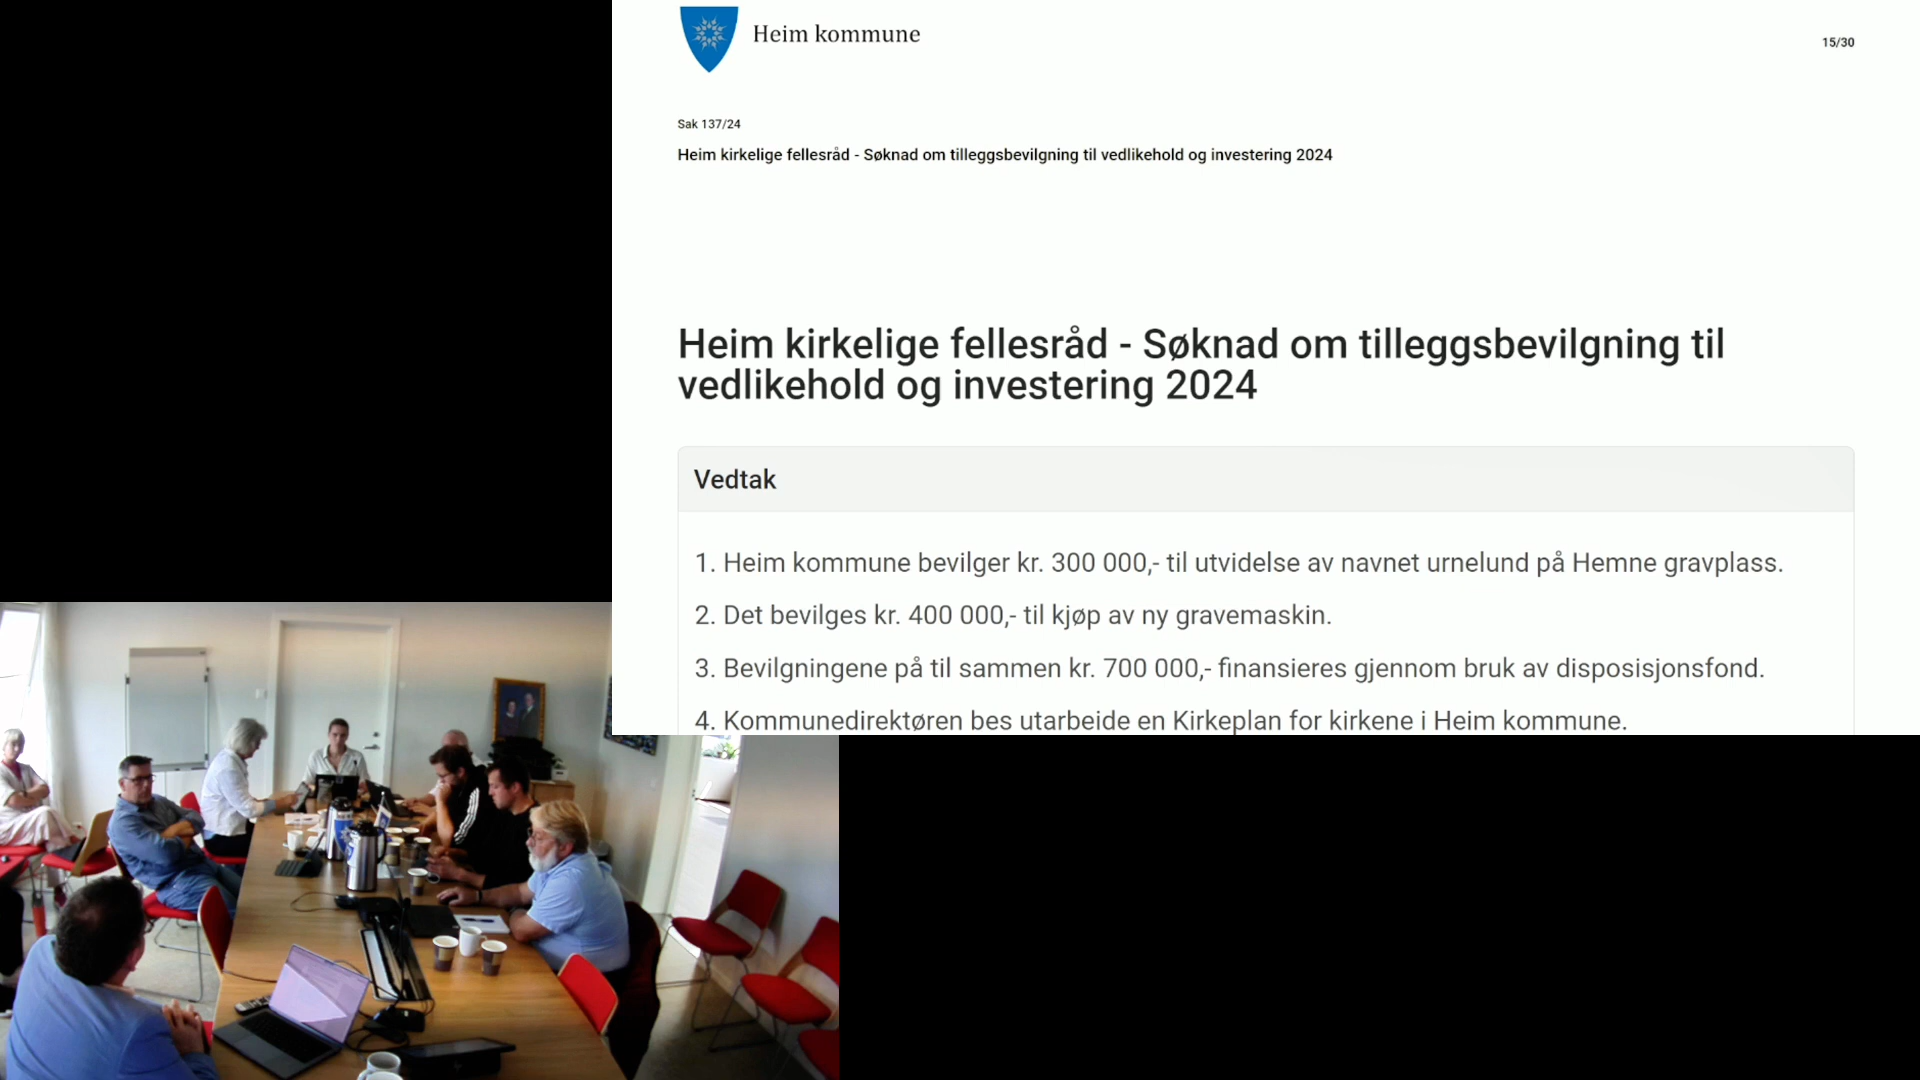 Heim kommune
15/30
Sak 137/24
Heim kirkelige fellesråd - Søknad om tilleggsbevilgning til vedlikehold og investering 2024
Heim kirkelige fellesråd - Søknad om tilleggsbevilgning til
vedlikehold og investering 2024
Vedtak
1. Heim kommune bevilger kr. 300 000,- til utvidelse av navnet urnelund på Hemne gravplass.
2. Det bevilges kr. 400 000,- til kjøp av ny gravemaskin.
3. Bevilgningene på til sammen kr. 700 000,- finansieres gjennom bruk av disposisjonsfond.
4. Kommunedirektøren bes utarbeide en Kirkeplan for kirkene i Heim kommune.